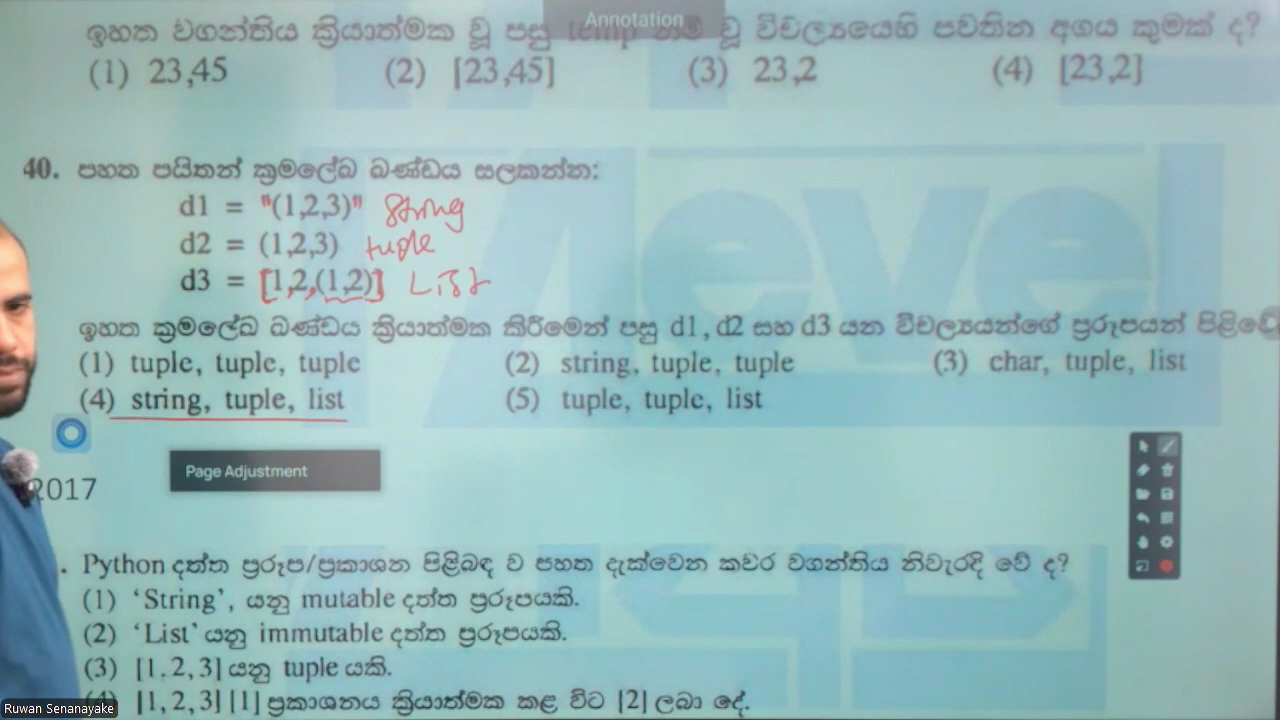 Annotation
ඉහත වගන්තිය ක්‍රියාත්මක වූ පසු temp නම් වූ විචල්‍යයෙහි පවතින අගය කුමක් ද?
(1) 23,45 (2) [23,45] (3) 23,2 (4) [23,2]
40. පහත පයිතන් ක්‍රමලේඛ ඛණ්ඩය සලකන්න:
d1 = "(1,2,3)" String
d2 = (1,2,3) tuple
d3 = [1,2,(1,2)] List
ඉහත ක්‍රමලේඛ ඛණ්ඩය ක්‍රියාත්මක කිරීමෙන් පසු d1, d2 සහ d3 යන විචල්‍යයන්ගේ ප්‍රරූපයන්
(1) tuple, tuple, tuple (2) string, tuple, tuple (3) char, tuple, list
(4) string, tuple, list (5) tuple, tuple, list
Page Adjustment
2017
. Python දත්ත ප්‍රරූප/ප්‍රකාශන පිළිබඳ ව පහත දැක්වෙන කවර වගන්තිය නිවැරදි වේ ද?
(1) ‘String’, යනු mutable දත්ත ප්‍රරූපයකි.
(2) ‘List’ යනු immutable දත්ත ප්‍රරූපයකි.
(3) [1, 2, 3] යනු tuple යකි.
(4) [1, 2, 3] [1] ප්‍රකාශනය ක්‍රියාත්මක කළ විට [2] ලබා දේ.
Ruwan Senanayake